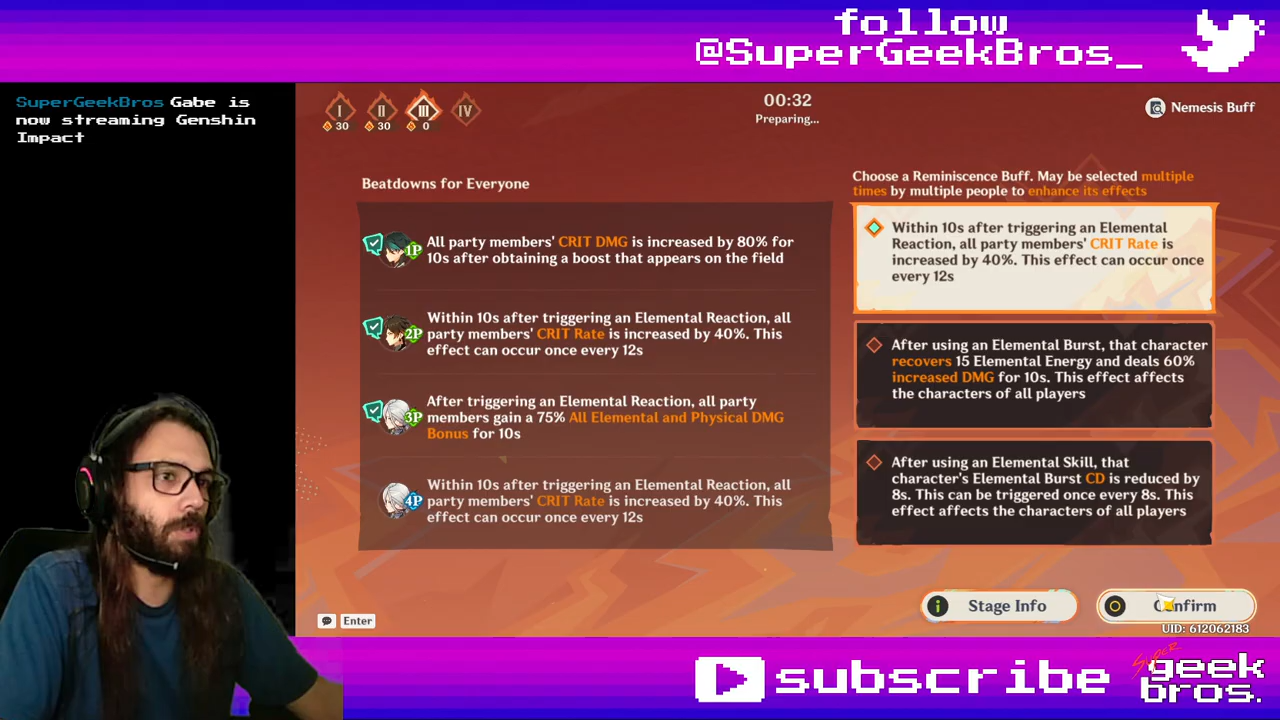 follow
@SuperGeekBros_
SuperGeekBros Gabe is
now streaming Genshin
Impact
I II III IV
30 30 0
00:32
Preparing...
Nemesis Buff
Beatdowns for Everyone
1P
All party members' CRIT DMG is increased by 80% for
10s after obtaining a boost that appears on the field
2P
Within 10s after triggering an Elemental Reaction, all
party members' CRIT Rate is increased by 40%. This
effect can occur once every 12s
3P
After triggering an Elemental Reaction, all party
members gain a 75% All Elemental and Physical DMG
Bonus for 10s
4P
Within 10s after triggering an Elemental Reaction, all
party members' CRIT Rate is increased by 40%. This
effect can occur once every 12s
Choose a Reminiscence Buff. May be selected multiple
times by multiple people to enhance its effects
Within 10s after triggering an Elemental
Reaction, all party members' CRIT Rate is
increased by 40%. This effect can occur once
every 12s
After using an Elemental Burst, that character
recovers 15 Elemental Energy and deals 60%
increased DMG for 10s. This effect affects
the characters of all players
After using an Elemental Skill, that
character's Elemental Burst CD is reduced by
8s. This can be triggered once every 8s. This
effect affects the characters of all players
Enter
Stage Info
Confirm
UID: 612062183
subscribe
super
geek
bros.